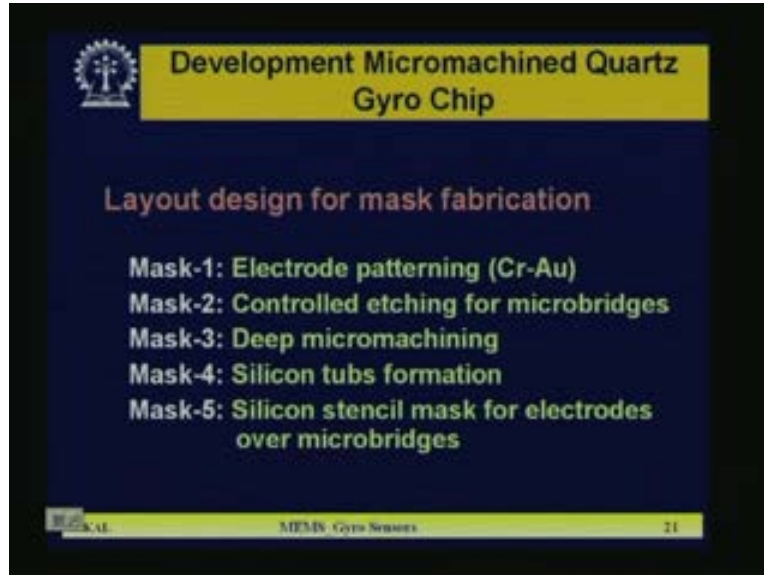 Development Micromachined Quartz
Gyro Chip
Layout design for mask fabrication
Mask-1: Electrode patterning (Cr-Au)
Mask-2: Controlled etching for microbridges
Mask-3: Deep micromachining
Mask-4: Silicon tubs formation
Mask-5: Silicon stencil mask for electrodes
over microbridges
KAL MEMS_Gyro Sensors 21